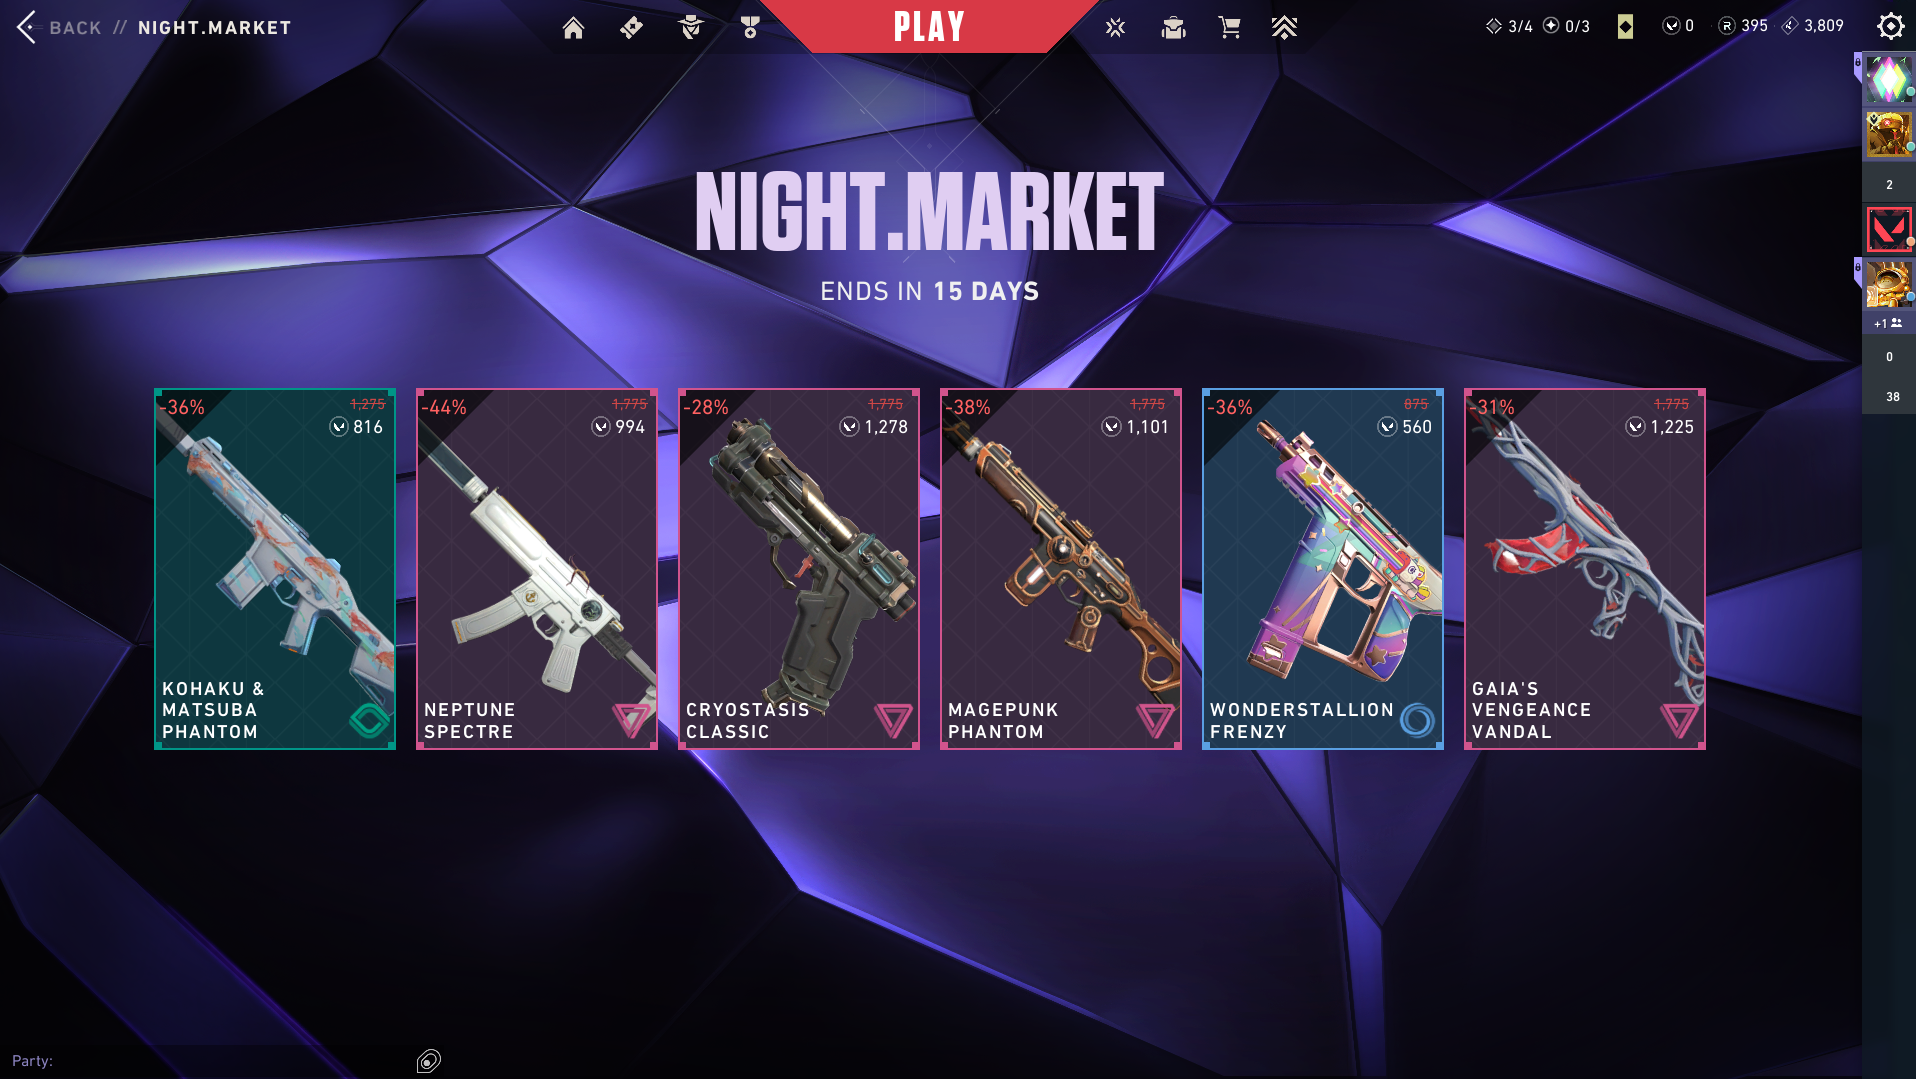 BACK // NIGHT.MARKET
PLAY
3/4 0/3 0 395 3,809
NIGHT.MARKET
ENDS IN 15 DAYS
-36% 1,275
816
KOHAKU &
MATSUBA
PHANTOM
-44% 1,775
994
NEPTUNE
SPECTRE
-28% 1,775
1,278
CRYOSTASIS
CLASSIC
-38% 1,775
1,101
MAGEPUNK
PHANTOM
-36% 875
560
WONDERSTALLION
FRENZY
-31% 1,775
1,225
GAIA'S
VENGEANCE
VANDAL
2
+1
0
38
Party: